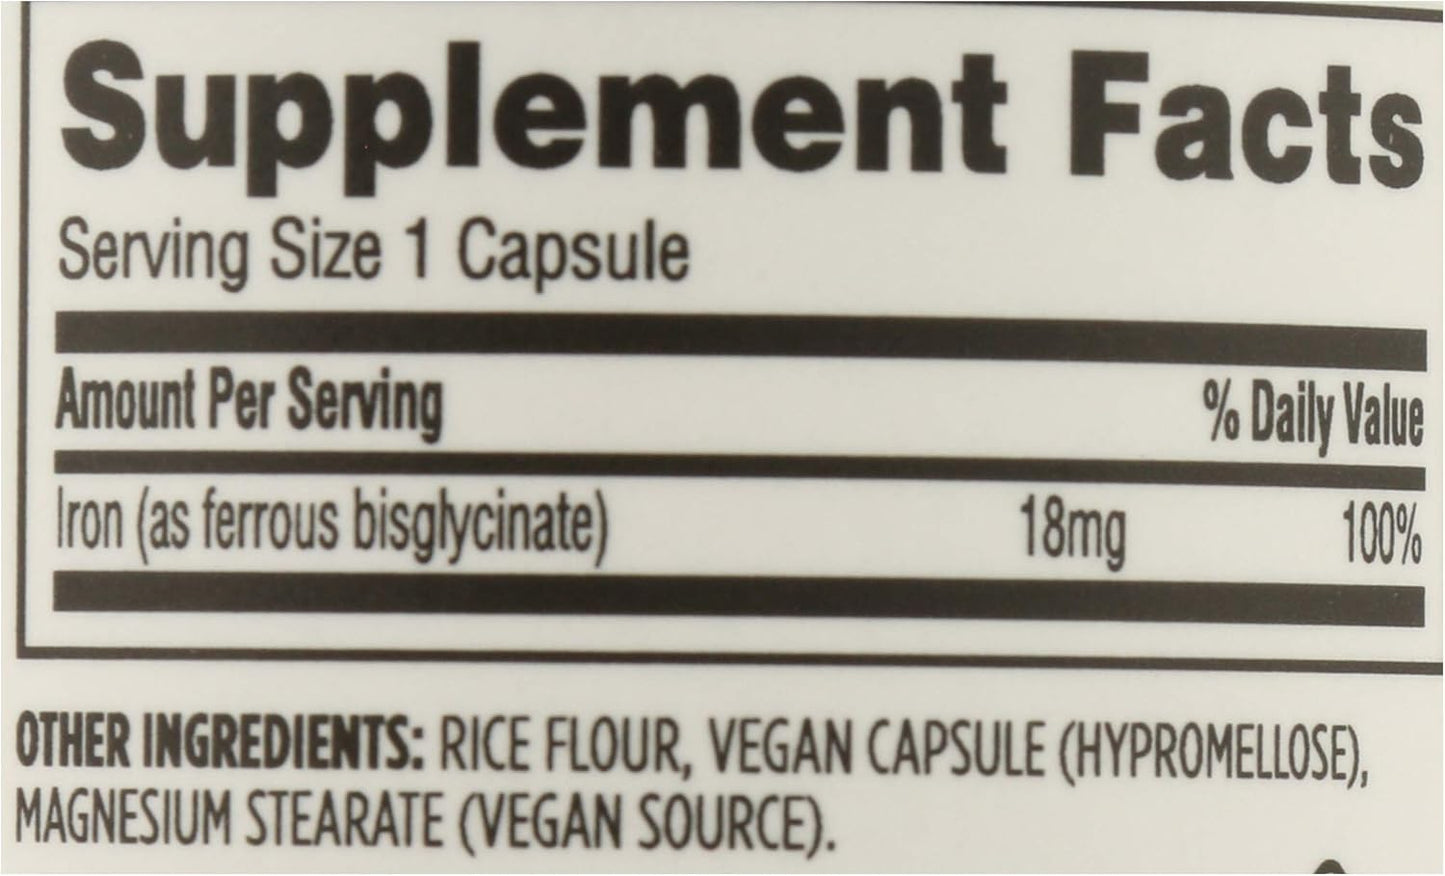 Supplement Facts
Serving Size 1 Capsule
Amount Per Serving % Daily Value
Iron (as ferrous bisglycinate) 18mg 100%
OTHER INGREDIENTS: RICE FLOUR, VEGAN CAPSULE (HYPROMELLOSE),
MAGNESIUM STEARATE (VEGAN SOURCE).